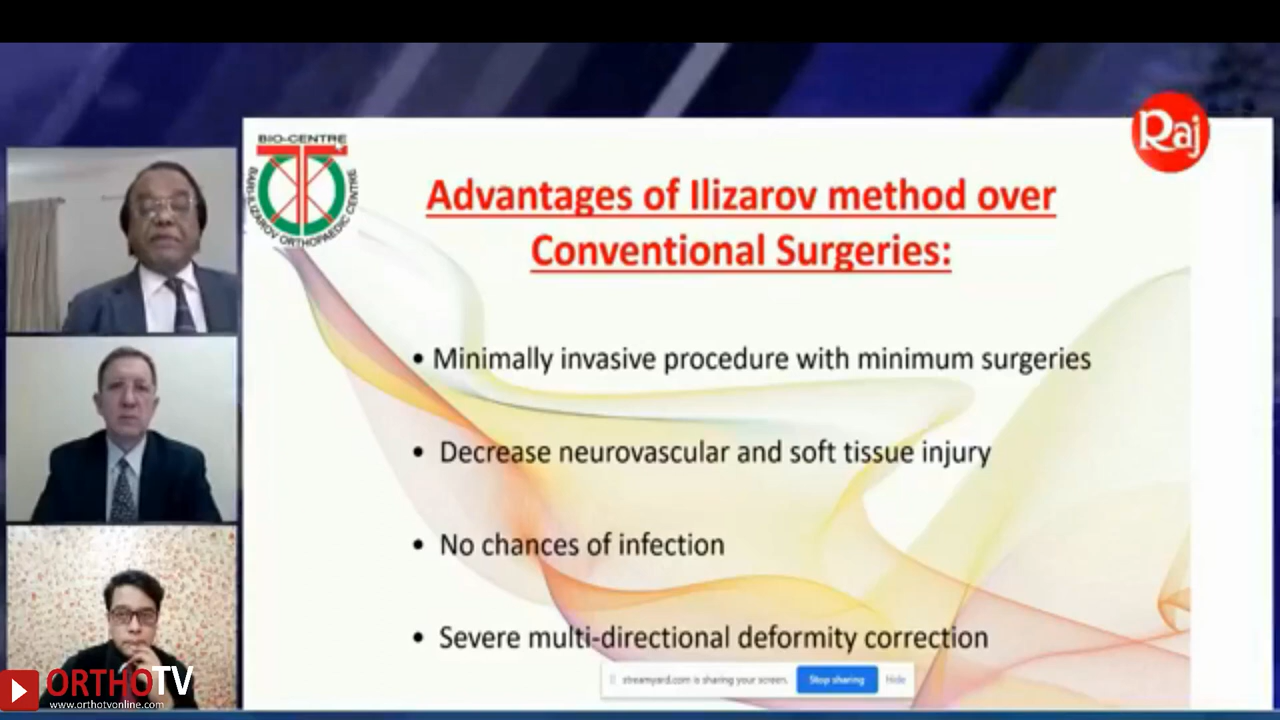 Raj
BIO-CENTRE
BARI-ILIZAROV ORTHOPAEDIC CENTRE
Advantages of Ilizarov method over
Conventional Surgeries:
• Minimally invasive procedure with minimum surgeries
• Decrease neurovascular and soft tissue injury
• No chances of infection
• Severe multi-directional deformity correction
streamyard.com is sharing your screen.
Stop sharing
Hide
ORTHOTV
www.orthotvonline.com